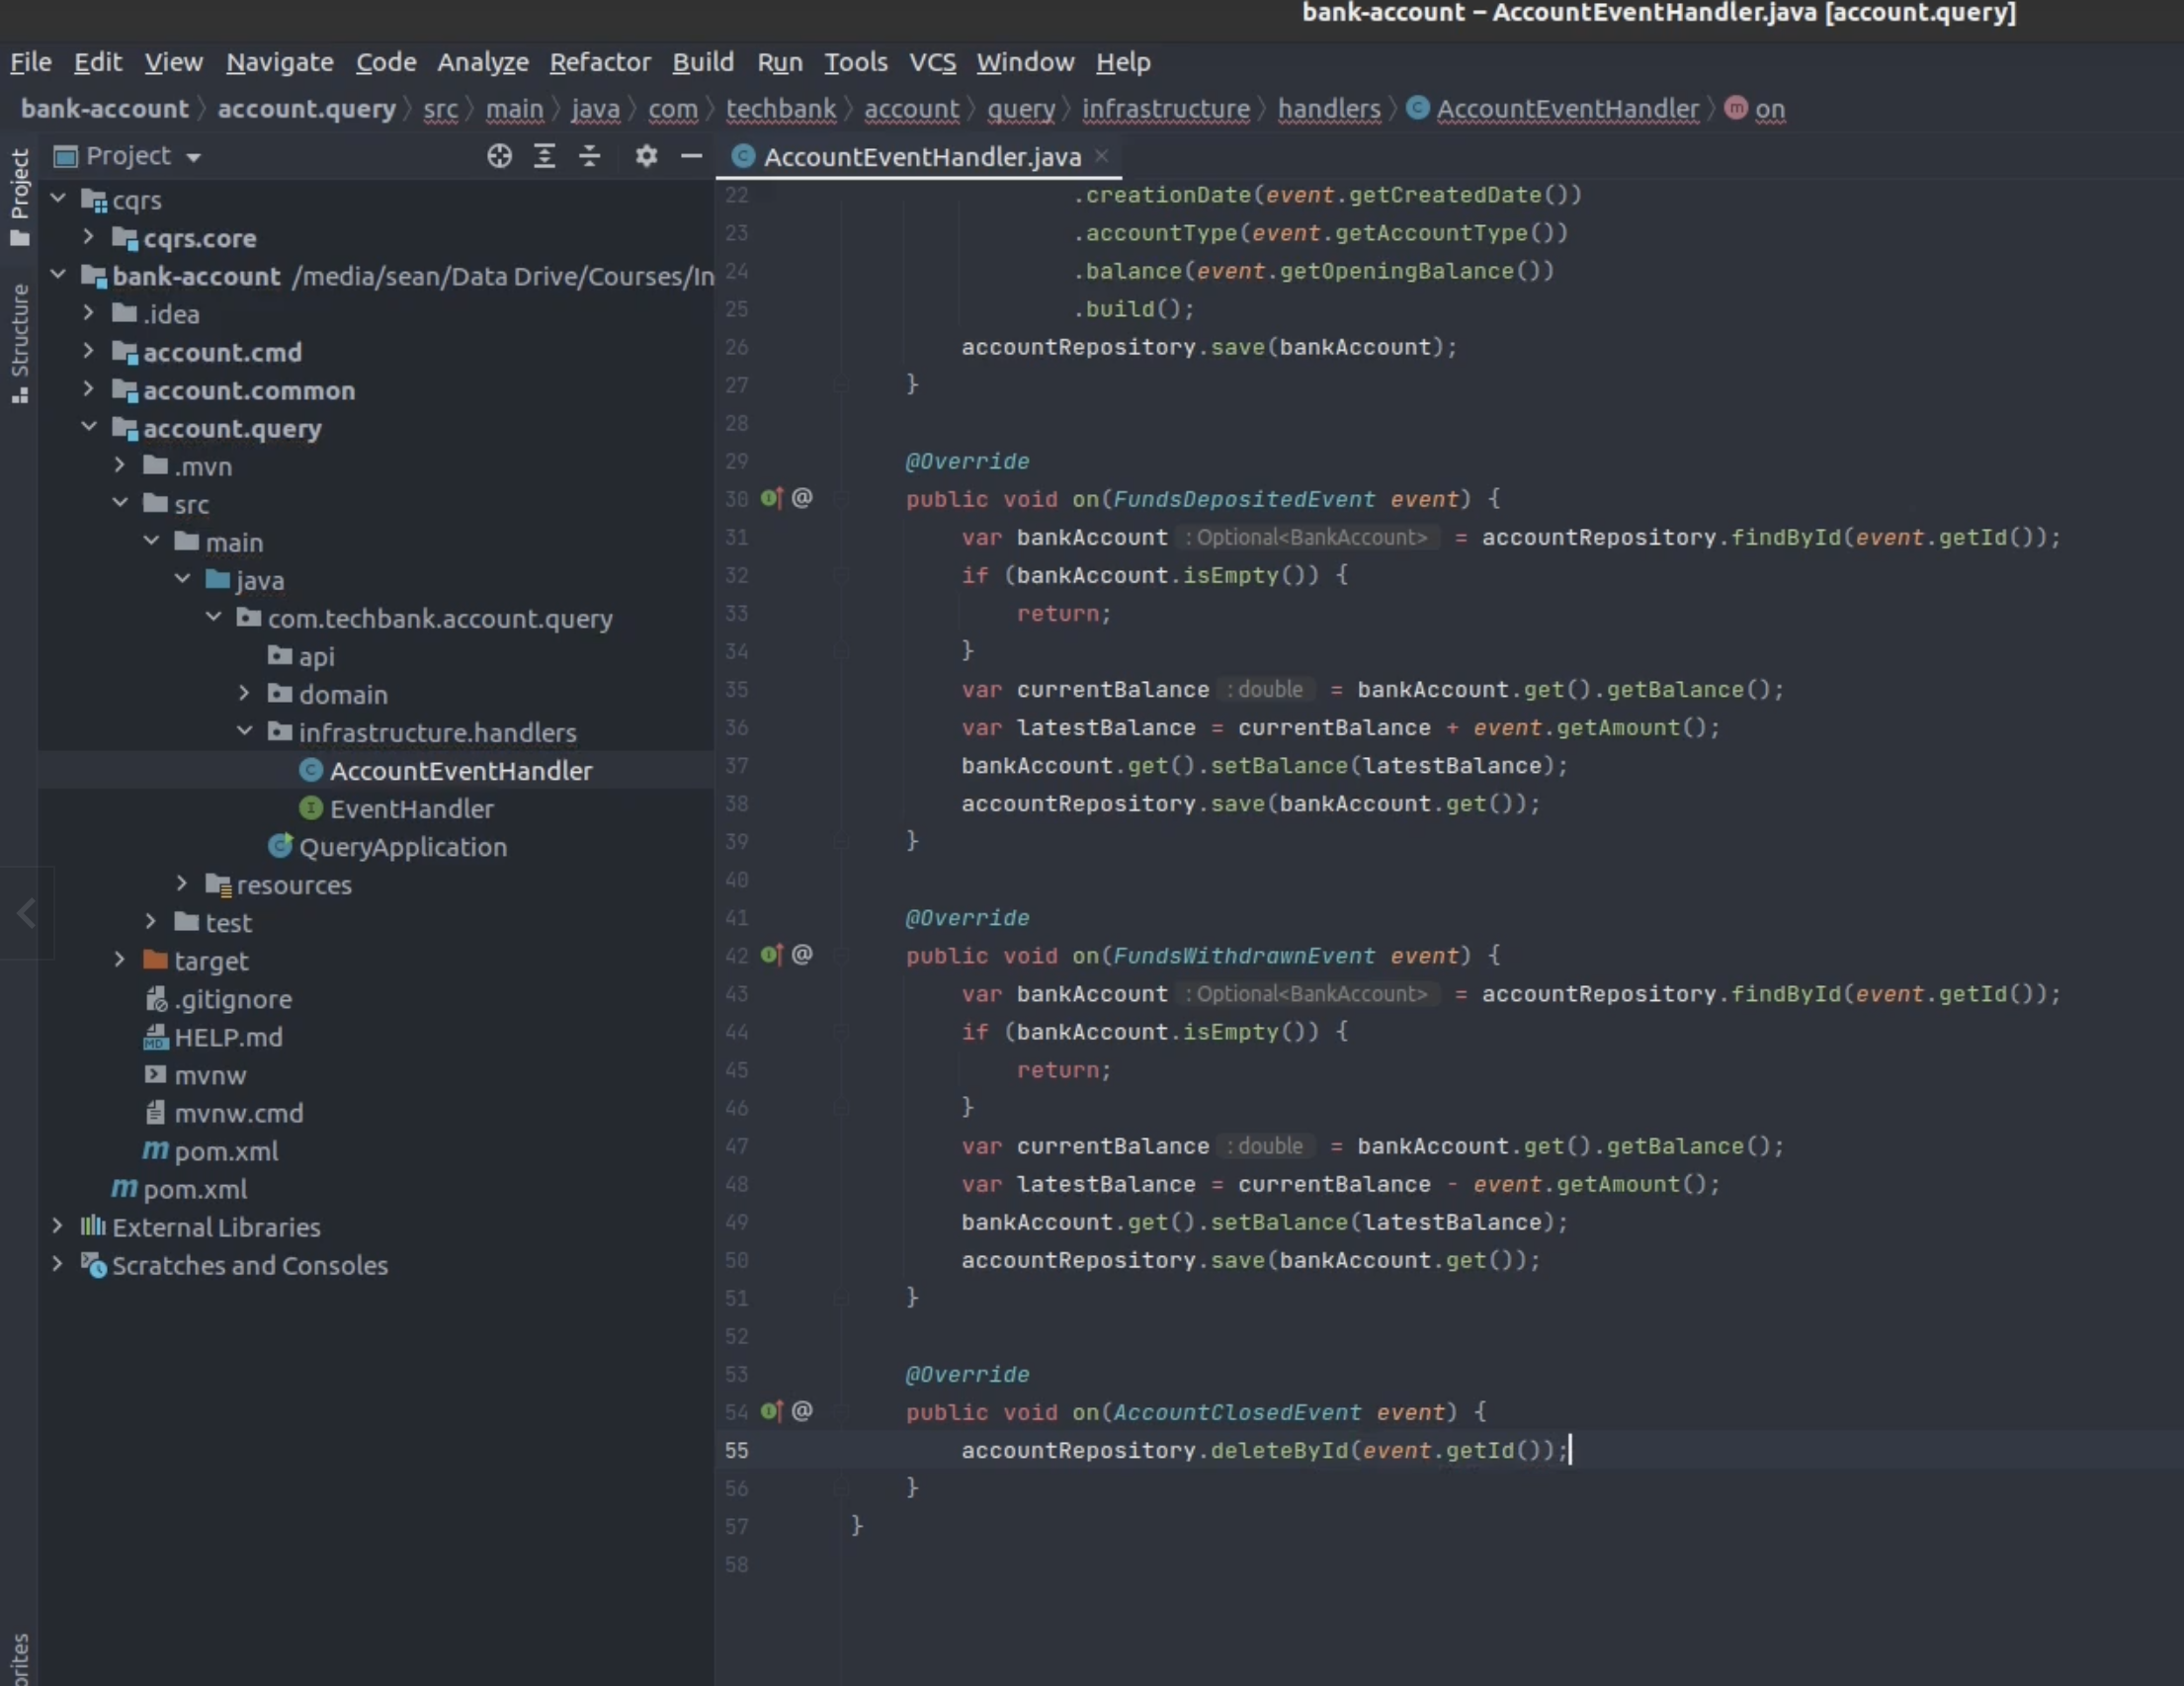 bank-account – AccountEventHandler.java [account.query]
File Edit View Navigate Code Analyze Refactor Build Run Tools VCS Window Help
bank-account account.query src main java com techbank account query infrastructure handlers AccountEventHandler on
Project
Structure
Project
cqrs
cqrs.core
bank-account /media/sean/Data Drive/Courses/In
.idea
account.cmd
account.common
account.query
.mvn
src
main
java
com.techbank.account.query
api
domain
infrastructure.handlers
AccountEventHandler
EventHandler
QueryApplication
resources
test
target
.gitignore
HELP.md
mvnw
mvnw.cmd
pom.xml
pom.xml
External Libraries
Scratches and Consoles
AccountEventHandler.java
22 .creationDate(event.getCreatedDate())
23 .accountType(event.getAccountType())
24 .balance(event.getOpeningBalance())
25 .build();
26 accountRepository.save(bankAccount);
27 }
28
29 @Override
30 public void on(FundsDepositedEvent event) {
31 var bankAccount : Optional<BankAccount> = accountRepository.findById(event.getId());
32 if (bankAccount.isEmpty()) {
33 return;
34 }
35 var currentBalance : double = bankAccount.get().getBalance();
36 var latestBalance = currentBalance + event.getAmount();
37 bankAccount.get().setBalance(latestBalance);
38 accountRepository.save(bankAccount.get());
39 }
40
41 @Override
42 public void on(FundsWithdrawnEvent event) {
43 var bankAccount : Optional<BankAccount> = accountRepository.findById(event.getId());
44 if (bankAccount.isEmpty()) {
45 return;
46 }
47 var currentBalance : double = bankAccount.get().getBalance();
48 var latestBalance = currentBalance - event.getAmount();
49 bankAccount.get().setBalance(latestBalance);
50 accountRepository.save(bankAccount.get());
51 }
52
53 @Override
54 public void on(AccountClosedEvent event) {
55 accountRepository.deleteById(event.getId());
56 }
57 }
58